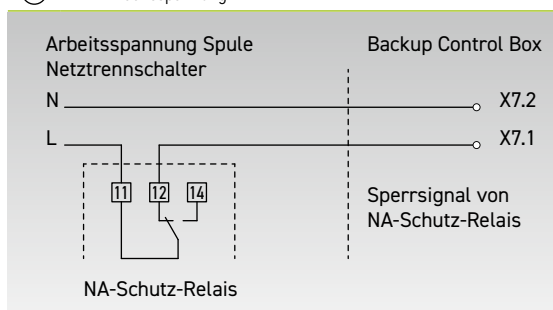 Arbeitsspannung Spule
Netztrennschalter
Backup Control Box
N
X7.2
L
X7.1
11 12 14
Sperrsignal von
NA-Schutz-Relais
NA-Schutz-Relais